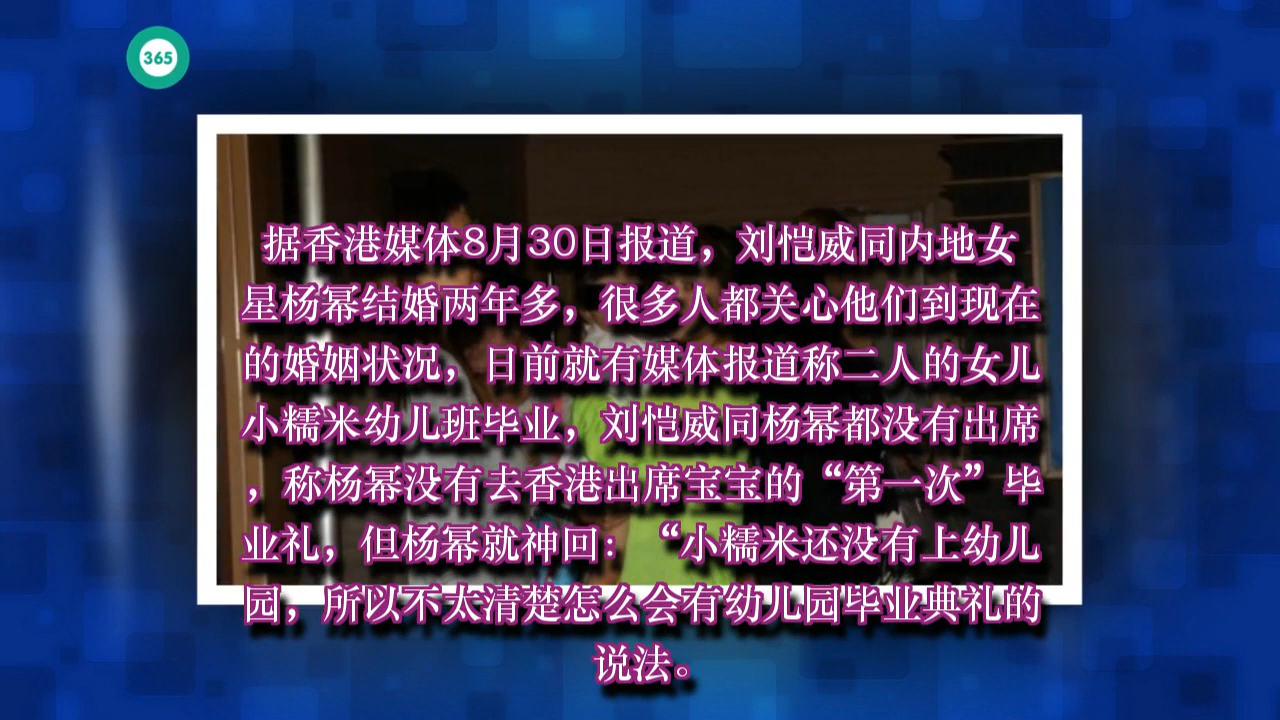 365
据香港媒体8月30日报道，刘恺威同内地女
星杨幂结婚两年多，很多人都关心他们到现在
的婚姻状况，日前就有媒体报道称二人的女儿
小糯米幼儿班毕业，刘恺威同杨幂都没有出席
，称杨幂没有去香港出席宝宝的“第一次”毕
业礼，但杨幂就神回：“小糯米还没有上幼儿
园，所以不太清楚怎么会有幼儿园毕业典礼的
说法。